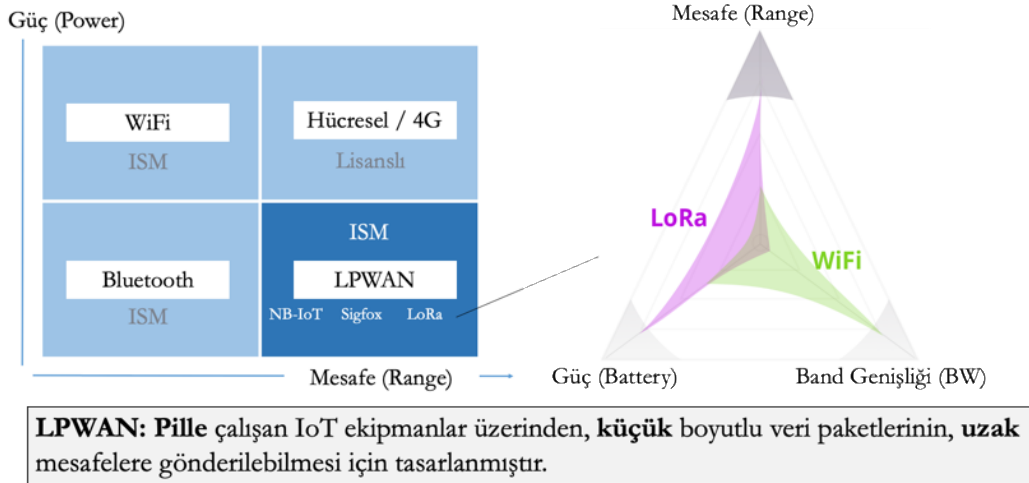 Güç (Power)
WiFi
ISM
Hücresel / 4G
Lisanslı
Bluetooth
ISM
ISM
LPWAN
NB-IoT Sigfox LoRa
Mesafe (Range)
Mesafe (Range)
LoRa
WiFi
Güç (Battery)
Band Genişliği (BW)
LPWAN: Pille çalışan IoT ekipmanlar üzerinden, küçük boyutlu veri paketlerinin, uzak
mesafelere gönderilebilmesi için tasarlanmıştır.